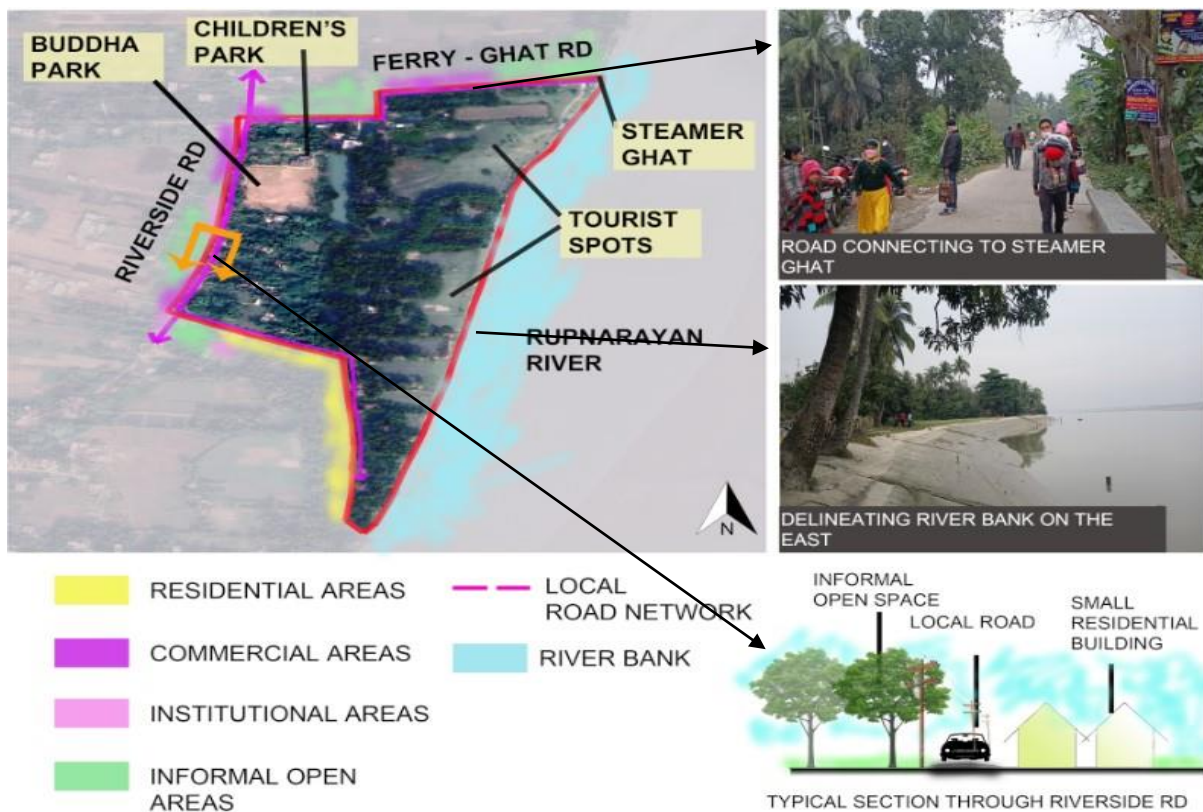 BUDDHA
PARK
CHILDREN'S
PARK
FERRY - GHAT RD
RIVERSIDE RD
STEAMER
GHAT
TOURIST
SPOTS
RUPNARAYAN
RIVER
N
ROAD CONNECTING TO STEAMER
GHAT
DELINEATING RIVER BANK ON THE
EAST
RESIDENTIAL AREAS
COMMERCIAL AREAS
INSTITUTIONAL AREAS
INFORMAL OPEN
AREAS
LOCAL
ROAD NETWORK
RIVER BANK
INFORMAL
OPEN SPACE
LOCAL ROAD
SMALL
RESIDENTIAL
BUILDING
TYPICAL SECTION THROUGH RIVERSIDE RD